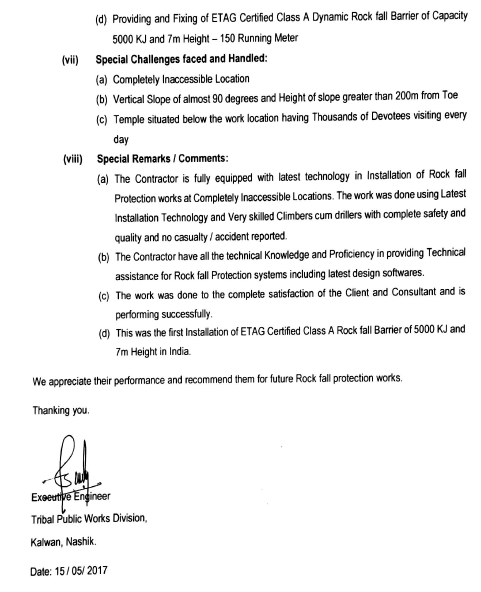 (d) Providing and Fixing of ETAG Certified Class A Dynamic Rock fall Barrier of Capacity
5000 KJ and 7m Height – 150 Running Meter
(vii) Special Challenges faced and Handled:
(a) Completely Inaccessible Location
(b) Vertical Slope of almost 90 degrees and Height of slope greater than 200m from Toe
(c) Temple situated below the work location having Thousands of Devotees visiting every
day
(viii) Special Remarks / Comments:
(a) The Contractor is fully equipped with latest technology in Installation of Rock fall
Protection works at Completely Inaccessible Locations. The work was done using Latest
Installation Technology and Very skilled Climbers cum drillers with complete safety and
quality and no casualty / accident reported.
(b) The Contractor have all the technical Knowledge and Proficiency in providing Technical
assistance for Rock fall Protection systems including latest design softwares.
(c) The work was done to the complete satisfaction of the Client and Consultant and is
performing successfully.
(d) This was the first Installation of ETAG Certified Class A Rock fall Barrier of 5000 KJ and
7m Height in India.
We appreciate their performance and recommend them for future Rock fall protection works.
Thanking you.
Executive Engineer
Tribal Public Works Division,
Kalwan, Nashik.
Date: 15 / 05/ 2017